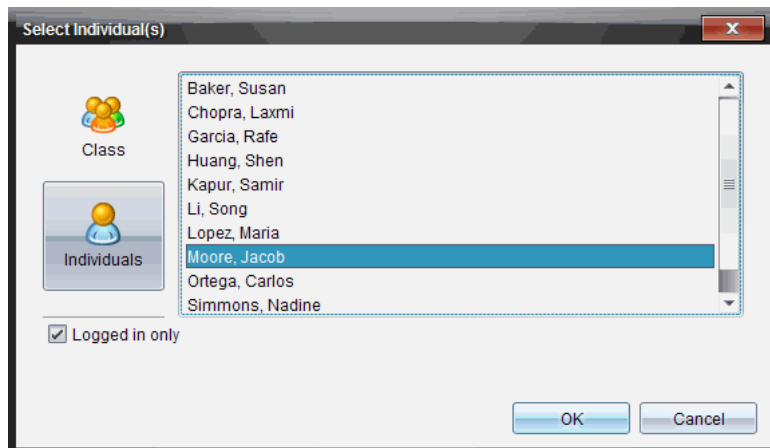 Select Individual(s)
Class
Individuals
Logged in only
Baker, Susan
Chopra, Laxmi
Garcia, Rafe
Huang, Shen
Kapur, Samir
Li, Song
Lopez, Maria
Moore, Jacob
Ortega, Carlos
Simmons, Nadine
OK
Cancel